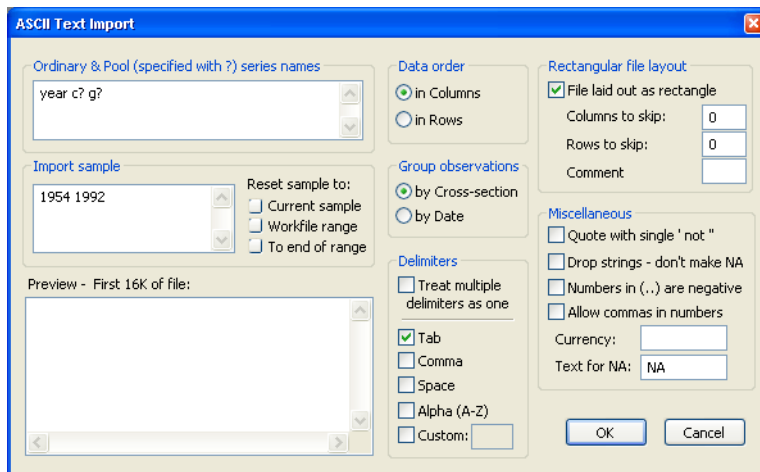 ASCII Text Import
Ordinary & Pool (specified with ?) series names
year c? g?
Import sample
1954 1992
Reset sample to:
Current sample
Workfile range
To end of range
Preview - First 16K of file:
Data order
in Columns
in Rows
Group observations
by Cross-section
by Date
Delimiters
Treat multiple
delimiters as one
Tab
Comma
Space
Alpha (A-Z)
Custom:
Rectangular file layout
File laid out as rectangle
Columns to skip: 0
Rows to skip: 0
Comment
Miscellaneous
Quote with single ' not "
Drop strings - don't make NA
Numbers in (..) are negative
Allow commas in numbers
Currency:
Text for NA: NA
OK
Cancel